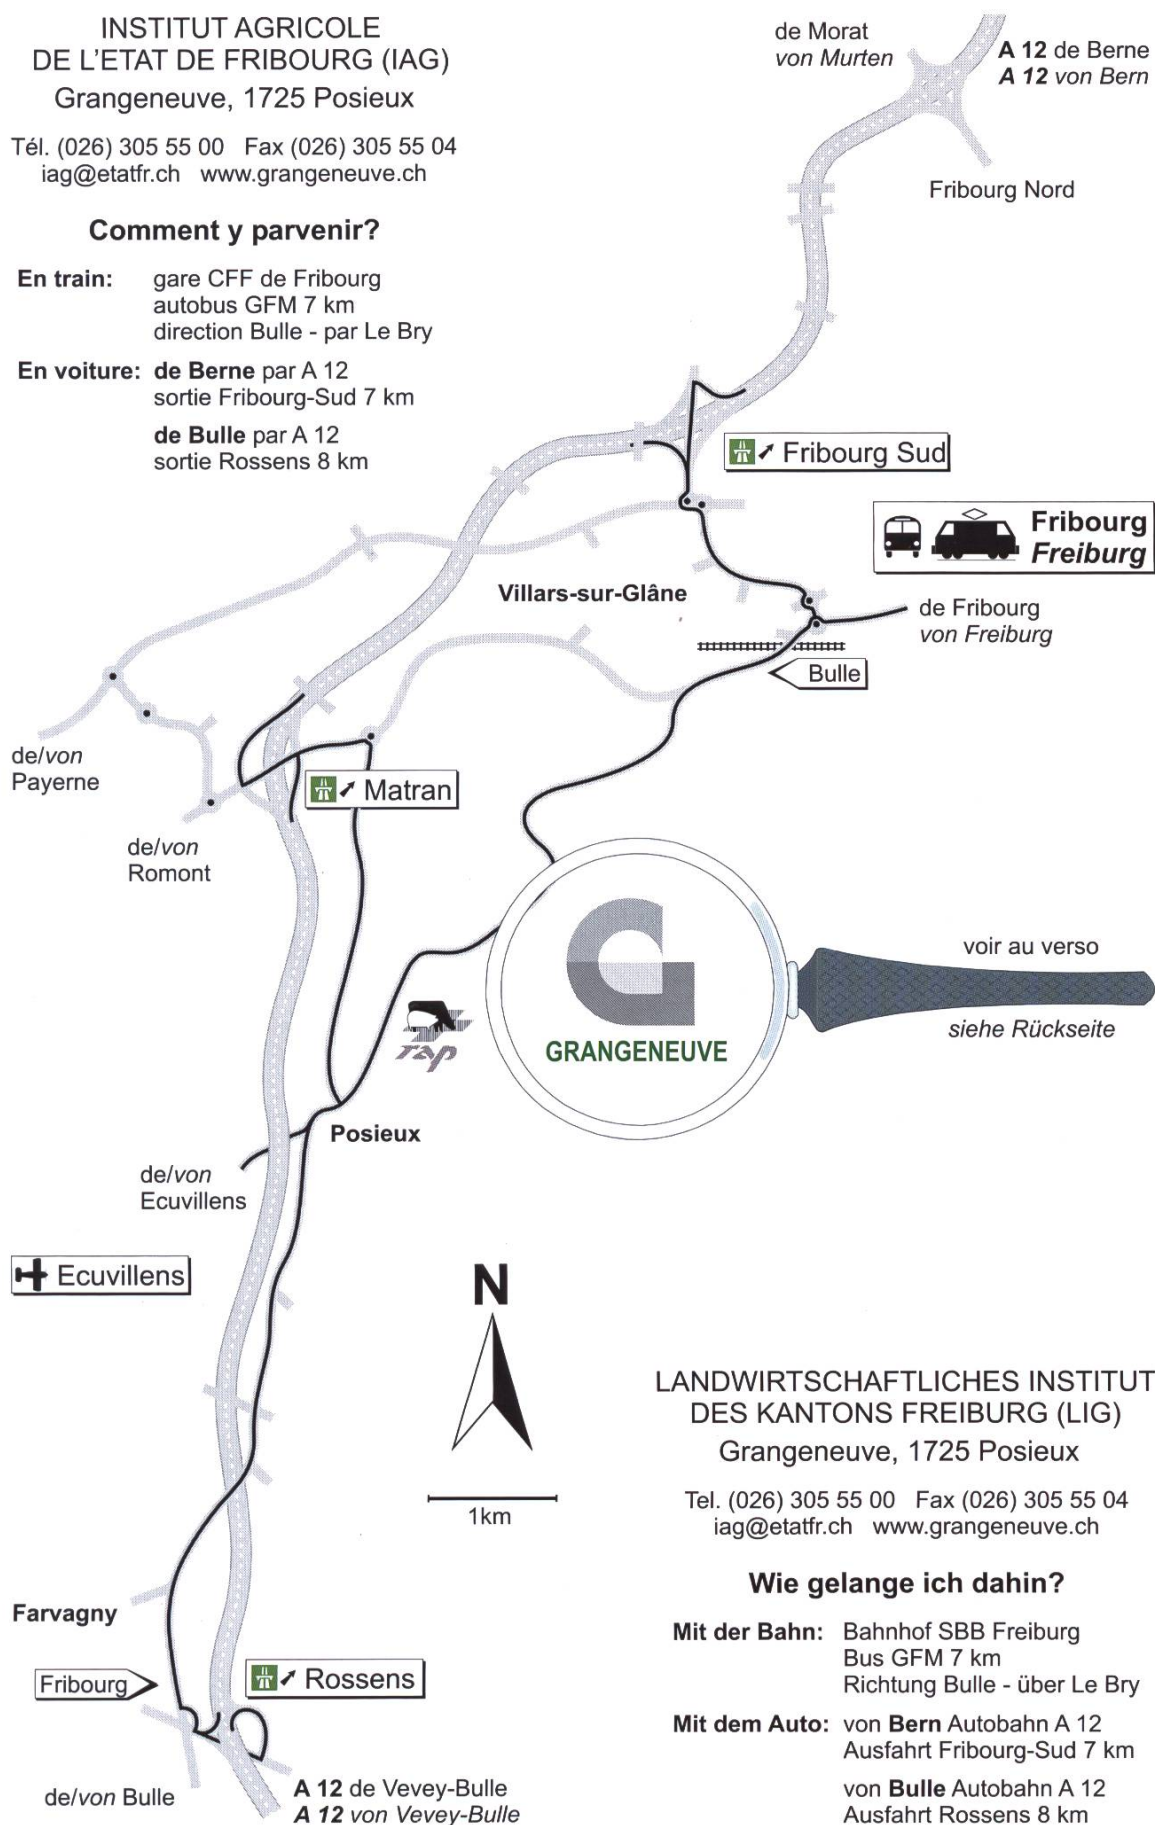 INSTITUT AGRICOLE
DE L'ETAT DE FRIBOURG (IAG)
Grangeneuve, 1725 Posieux
Tél. (026) 305 55 00 Fax (026) 305 55 04
iag@etatfr.ch www.grangeneuve.ch
Comment y parvenir?
En train: gare CFF de Fribourg
autobus GFM 7 km
direction Bulle - par Le Bry
En voiture: de Berne par A 12
sortie Fribourg-Sud 7 km
de Bulle par A 12
sortie Rossens 8 km
de Morat
von Murten
A 12 de Berne
A 12 von Bern
Fribourg Nord
Fribourg Sud
Fribourg
Freiburg
Villars-sur-Glâne
de Fribourg
von Freiburg
Bulle
de/von
Payerne
Matran
de/von
Romont
voir au verso
siehe Rückseite
GRANGENEUVE
rap
Posieux
de/von
Ecuvillens
Ecuvillens
N
1km
Farvagny
Fribourg
Rossens
de/von Bulle
A 12 de Vevey-Bulle
A 12 von Vevey-Bulle
LANDWIRTSCHAFTLICHES INSTITUT
DES KANTONS FREIBURG (LIG)
Grangeneuve, 1725 Posieux
Tel. (026) 305 55 00 Fax (026) 305 55 04
iag@etatfr.ch www.grangeneuve.ch
Wie gelange ich dahin?
Mit der Bahn: Bahnhof SBB Freiburg
Bus GFM 7 km
Richtung Bulle - über Le Bry
Mit dem Auto: von Bern Autobahn A 12
Ausfahrt Fribourg-Sud 7 km
von Bulle Autobahn A 12
Ausfahrt Rossens 8 km